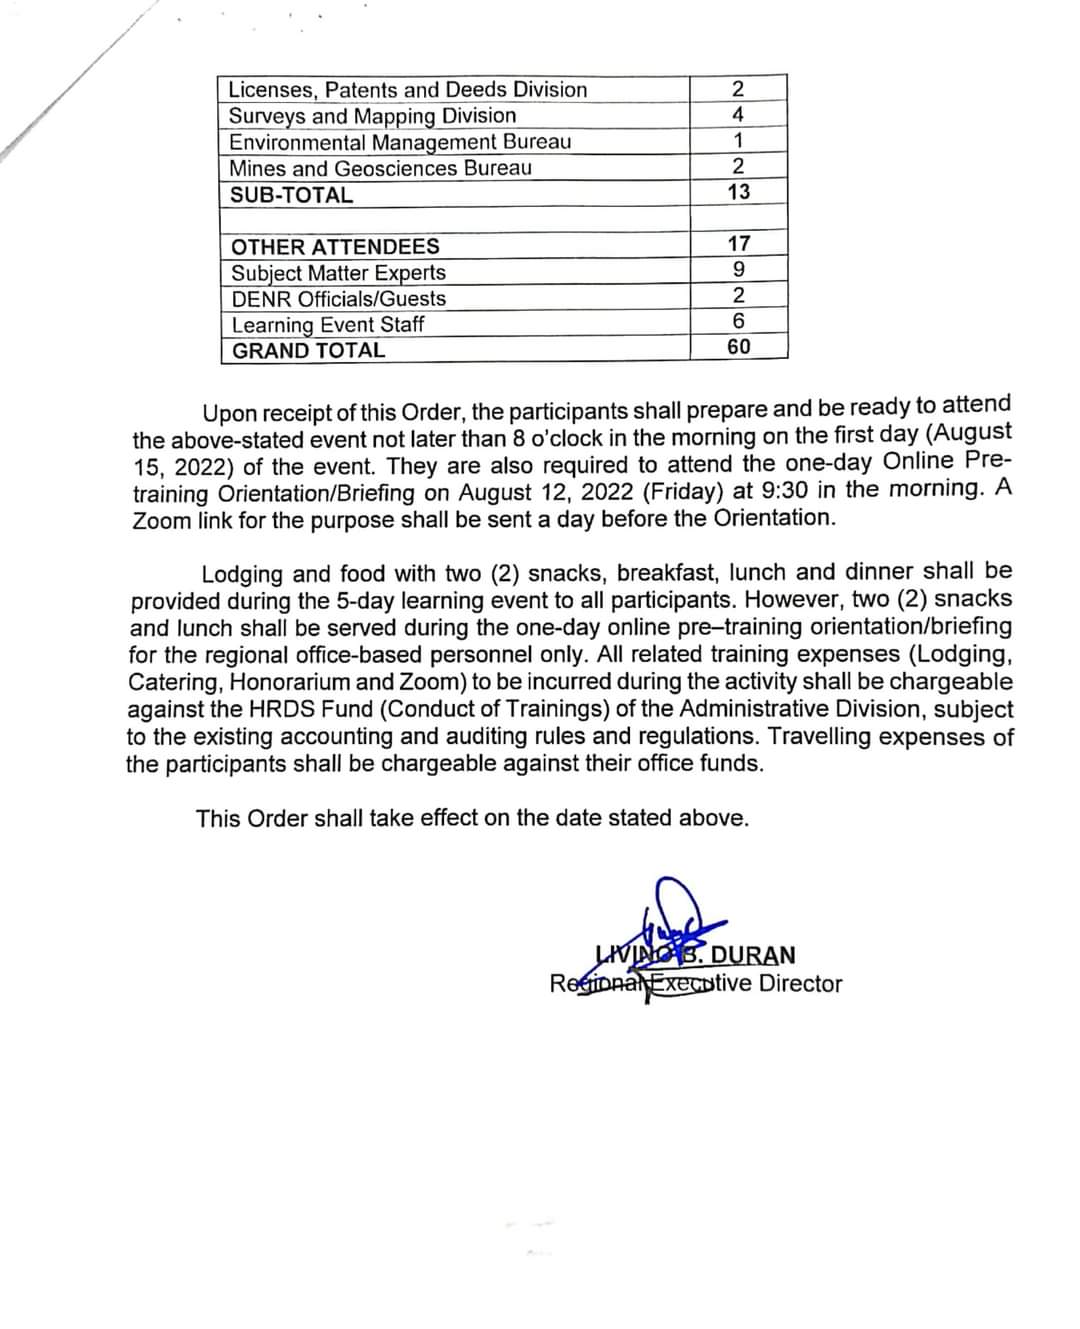 Licenses, Patents and Deeds Division 2
Surveys and Mapping Division 4
Environmental Management Bureau 1
Mines and Geosciences Bureau 2
SUB-TOTAL 13
OTHER ATTENDEES 17
Subject Matter Experts 9
DENR Officials/Guests 2
Learning Event Staff 6
GRAND TOTAL 60
Upon receipt of this Order, the participants shall prepare and be ready to attend
the above-stated event not later than 8 o'clock in the morning on the first day (August
15, 2022) of the event. They are also required to attend the one-day Online Pre-
training Orientation/Briefing on August 12, 2022 (Friday) at 9:30 in the morning. A
Zoom link for the purpose shall be sent a day before the Orientation.
Lodging and food with two (2) snacks, breakfast, lunch and dinner shall be
provided during the 5-day learning event to all participants. However, two (2) snacks
and lunch shall be served during the one-day online pre–training orientation/briefing
for the regional office-based personnel only. All related training expenses (Lodging,
Catering, Honorarium and Zoom) to be incurred during the activity shall be chargeable
against the HRDS Fund (Conduct of Trainings) of the Administrative Division, subject
to the existing accounting and auditing rules and regulations. Travelling expenses of
the participants shall be chargeable against their office funds.
This Order shall take effect on the date stated above.
LIVINO B. DURAN
Regional Executive Director